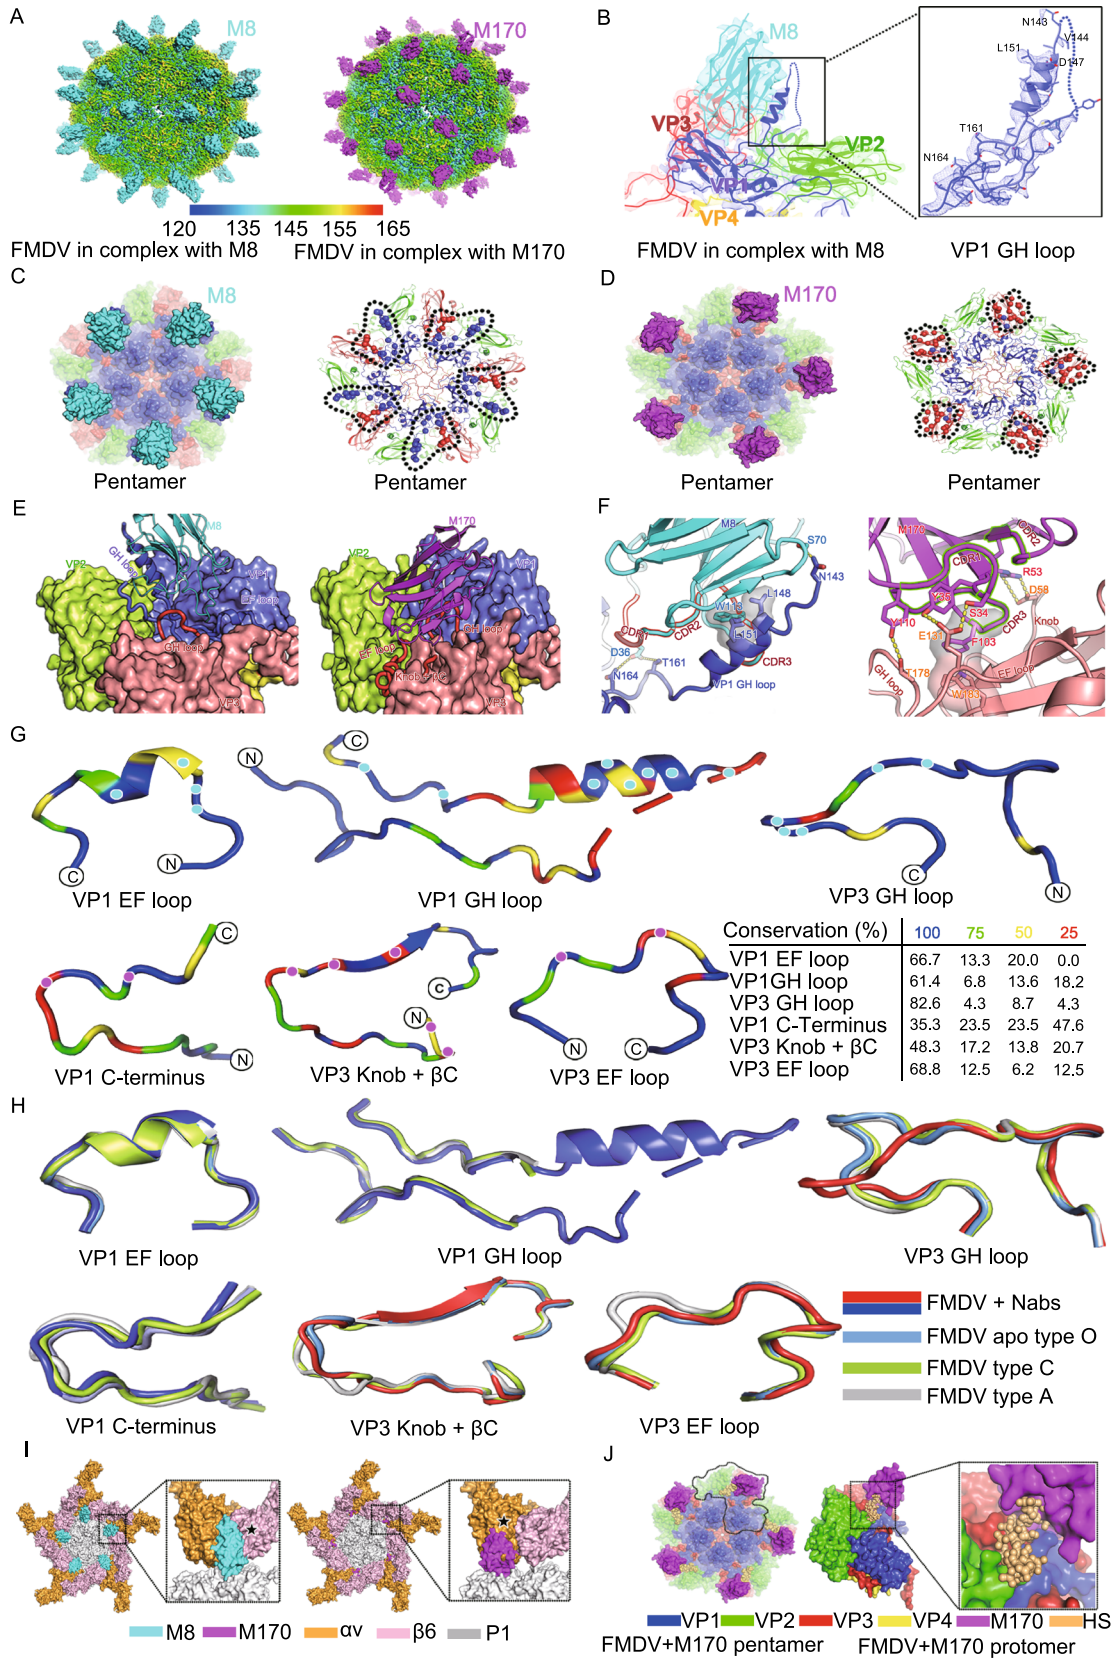 A
M8
M170
120 135 145 155 165
FMDV in complex with M8
FMDV in complex with M170
B
M8
VP3
VP2
VP1
VP4
FMDV in complex with M8
N143
V144
L151
D147
T161
N164
VP1 GH loop
C
M8
Pentamer
Pentamer
D
M170
Pentamer
Pentamer
E
M8
GH loop
VP2
VP1
EF loop
GH loop
VP3
M170
VP2
VP1
GH loop
EF loop
Knob + βC
VP3
F
M8
S70
N143
L148
W113
L151
CDR1
CDR2
CDR3
D36
T161
N164
VP1 GH loop
M170
CDR1
CDR2
R53
D58
Y35
S34
Knob
Y110
E131
CDR3
F103
GH loop
T178
EF loop
W183
G
C
N
VP1 EF loop
N
C
VP1 GH loop
C
N
VP3 GH loop
C
N
VP1 C-terminus
C
N
VP3 Knob + βC
N
C
VP3 EF loop
Conservation (%) 100 75 50 25
VP1 EF loop 66.7 13.3 20.0 0.0
VP1GH loop 61.4 6.8 13.6 18.2
VP3 GH loop 82.6 4.3 8.7 4.3
VP1 C-Terminus 35.3 23.5 23.5 47.6
VP3 Knob + βC 48.3 17.2 13.8 20.7
VP3 EF loop 68.8 12.5 6.2 12.5
H
VP1 EF loop
VP1 GH loop
VP3 GH loop
VP1 C-terminus
VP3 Knob + βC
VP3 EF loop
FMDV + Nabs
FMDV apo type O
FMDV type C
FMDV type A
I
M8 M170 αv β6 P1
J
VP1 VP2 VP3 VP4 M170 HS
FMDV+M170 pentamer
FMDV+M170 protomer